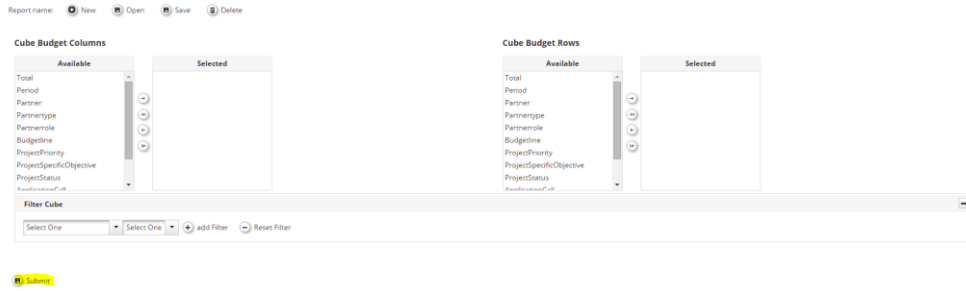 Report name: New Open Save Delete
Cube Budget Columns
Available Selected
Total
Period
Partner
Partnertype
Partnerrole
Budgetline
ProjectPriority
ProjectSpecificObjective
ProjectStatus
ApplicationCall
Cube Budget Rows
Available Selected
Total
Period
Partner
Partnertype
Partnerrole
Budgetline
ProjectPriority
ProjectSpecificObjective
ProjectStatus
ApplicationCall
Filter Cube
Select One Select One add Filter Reset Filter
Submit